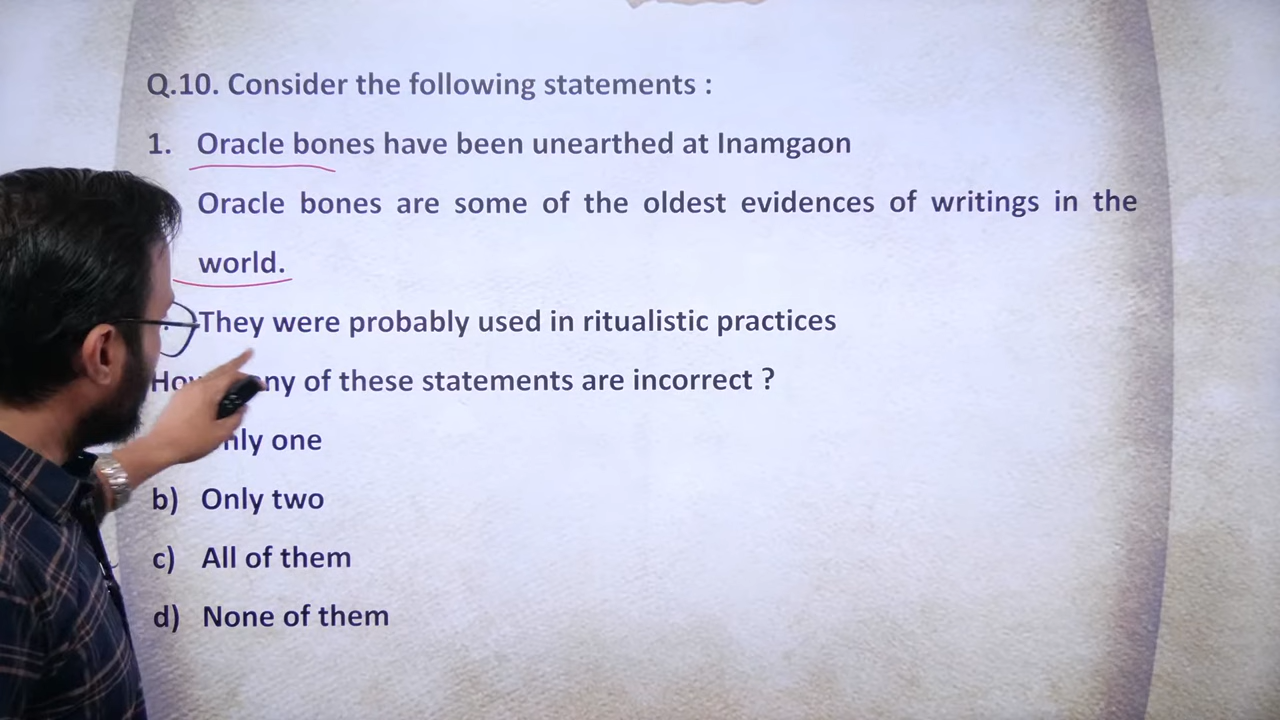 Q.10. Consider the following statements :
1. Oracle bones have been unearthed at Inamgaon
Oracle bones are some of the oldest evidences of writings in the
world.
They were probably used in ritualistic practices
of these statements are incorrect ?
one
b) Only two
c) All of them
d) None of them